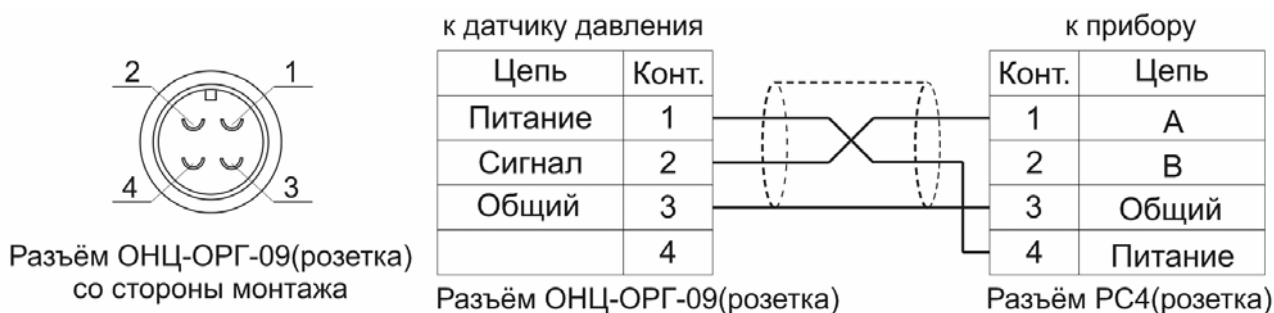 2 1
4 3
Разъём ОНЦ-ОРГ-09(розетка)
со стороны монтажа
к датчику давления
Цепь Конт.
Питание 1
Сигнал 2
Общий 3
4
Разъём ОНЦ-ОРГ-09(розетка)
к прибору
Конт. Цепь
1 А
2 В
3 Общий
4 Питание
Разъём РС4(розетка)